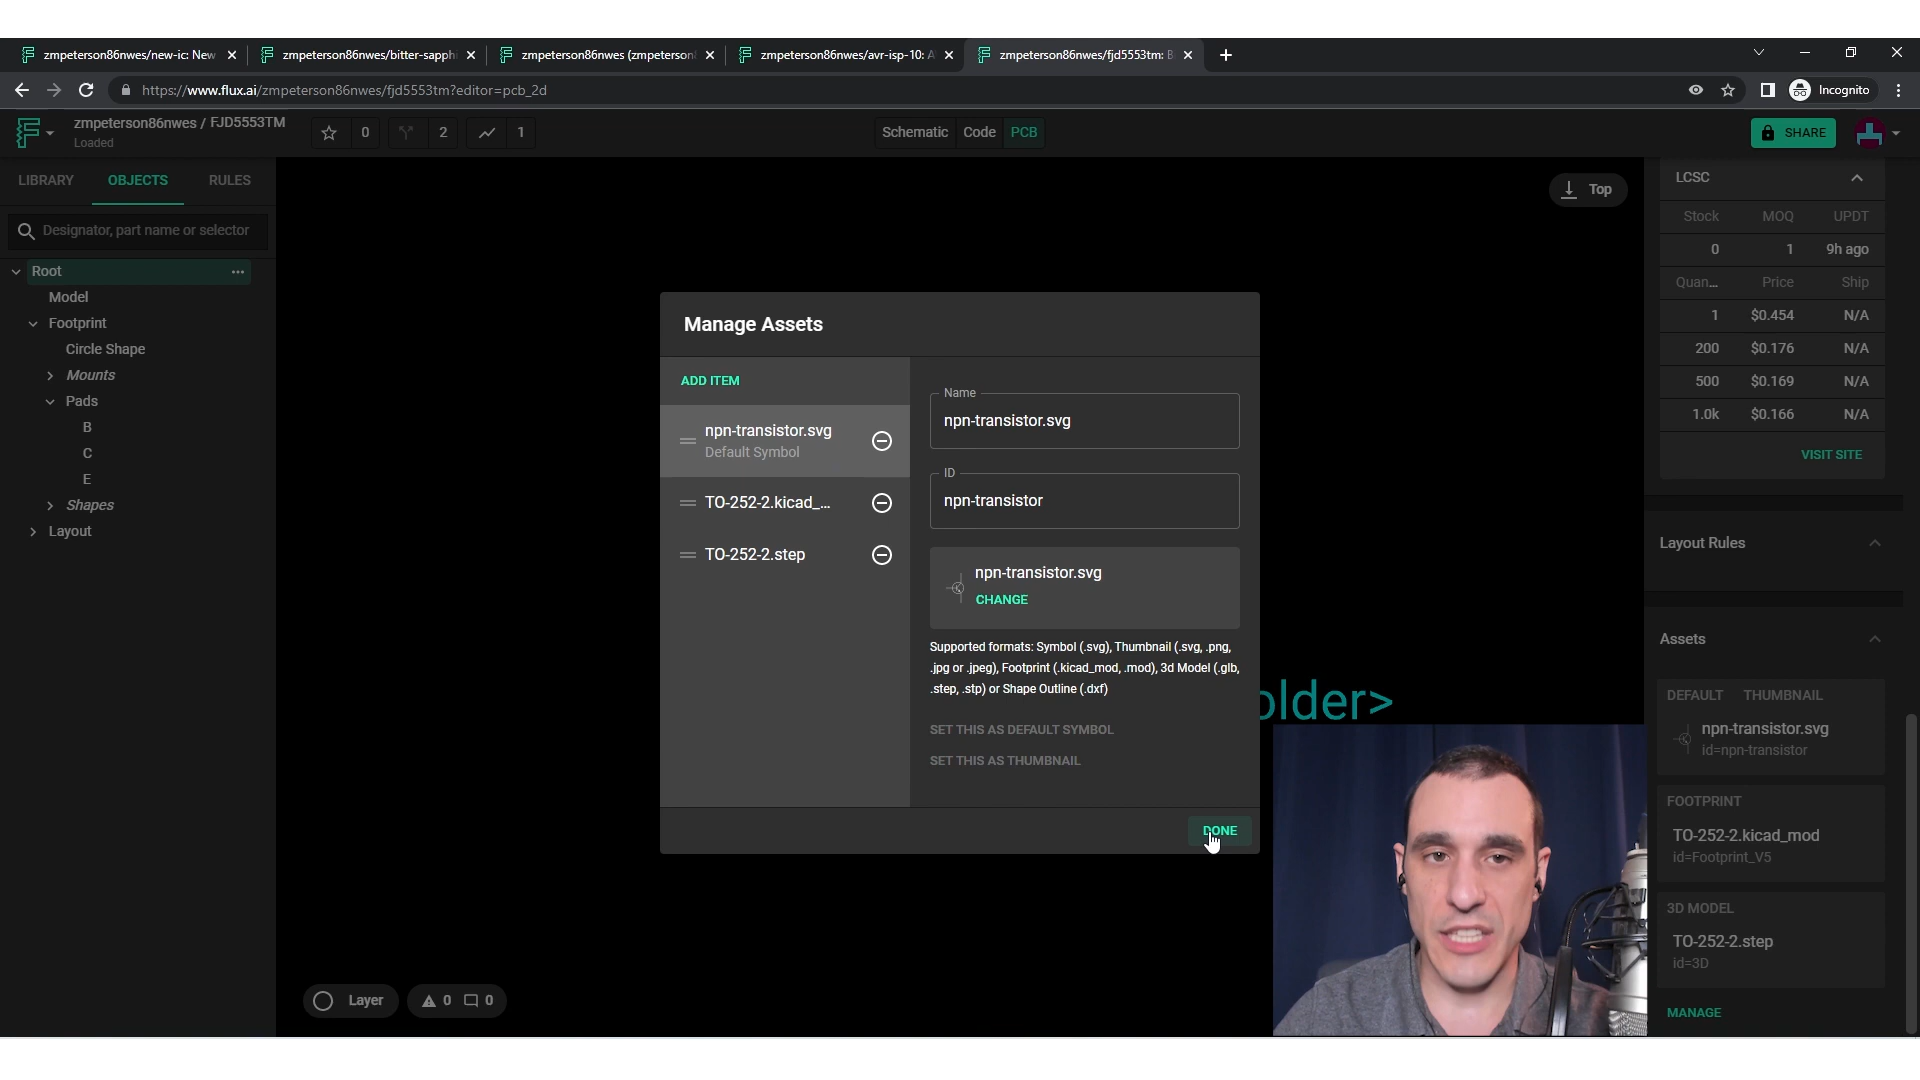 zmpeterson86nwes/new-ic: New
zmpeterson86nwes/bitter-sapph
zmpeterson86nwes (zmpeterson
zmpeterson86nwes/avr-isp-10: A
zmpeterson86nwes/fjd5553tm: B
https://www.flux.ai/zmpeterson86nwes/fjd5553tm?editor=pcb_2d
Incognito
zmpeterson86nwes / FJD5553TM
Loaded
0
2
1
Schematic
Code
PCB
SHARE
LIBRARY
OBJECTS
RULES
Designator, part name or selector
Root
Model
Footprint
Circle Shape
Mounts
Pads
B
C
E
Shapes
Layout
Top
Manage Assets
ADD ITEM
npn-transistor.svg
Default Symbol
TO-252-2.kicad_...
TO-252-2.step
Name
npn-transistor.svg
ID
npn-transistor
npn-transistor.svg
CHANGE
Supported formats: Symbol (.svg), Thumbnail (.svg, .png,
.jpg or .jpeg), Footprint (.kicad_mod, .mod), 3d Model (.glb,
.step, .stp) or Shape Outline (.dxf)
SET THIS AS DEFAULT SYMBOL
SET THIS AS THUMBNAIL
DONE
older>
Layer
0
0
LCSC
Stock MOQ UPDT
0 1 9h ago
Quan... Price Ship
1 $0.454 N/A
200 $0.176 N/A
500 $0.169 N/A
1.0k $0.166 N/A
VISIT SITE
Layout Rules
Assets
DEFAULT THUMBNAIL
npn-transistor.svg
id=npn-transistor
FOOTPRINT
TO-252-2.kicad_mod
id=Footprint_V5
3D MODEL
TO-252-2.step
id=3D
MANAGE